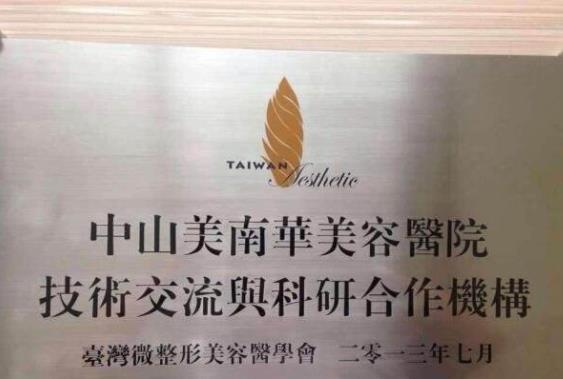 TAIWAN
Aesthetic
中山美南華美容醫院
技術交流與科研合作機構
臺灣微整形美容醫學會 二零一三年七月